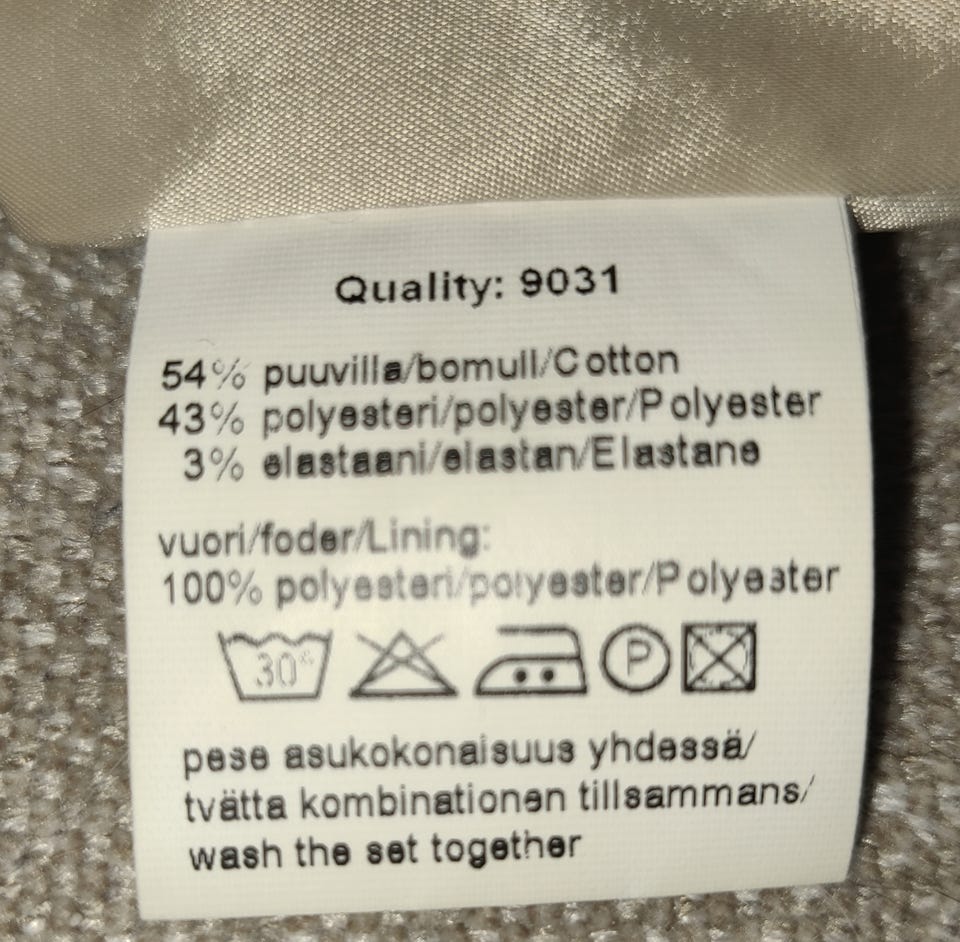 Quality: 9031
54% puuvilla/bomull/Cotton
43% polyesteri/polyester/Polyester
3% elastaani/elastan/Elastane
vuori/foder/Lining:
100% polyesteri/polyester/Polyester
30° P
pese asukokonaisuus yhdessä/
tvätta kombinationen tillsammans/
wash the set together